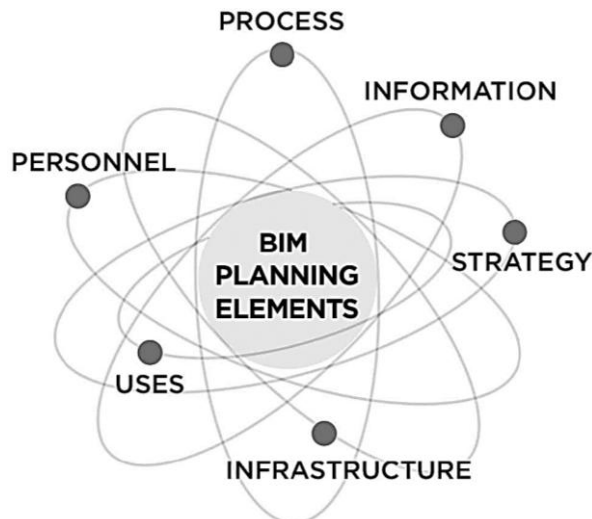 PROCESS
INFORMATION
PERSONNEL
BIM
PLANNING
ELEMENTS
STRATEGY
USES
INFRASTRUCTURE